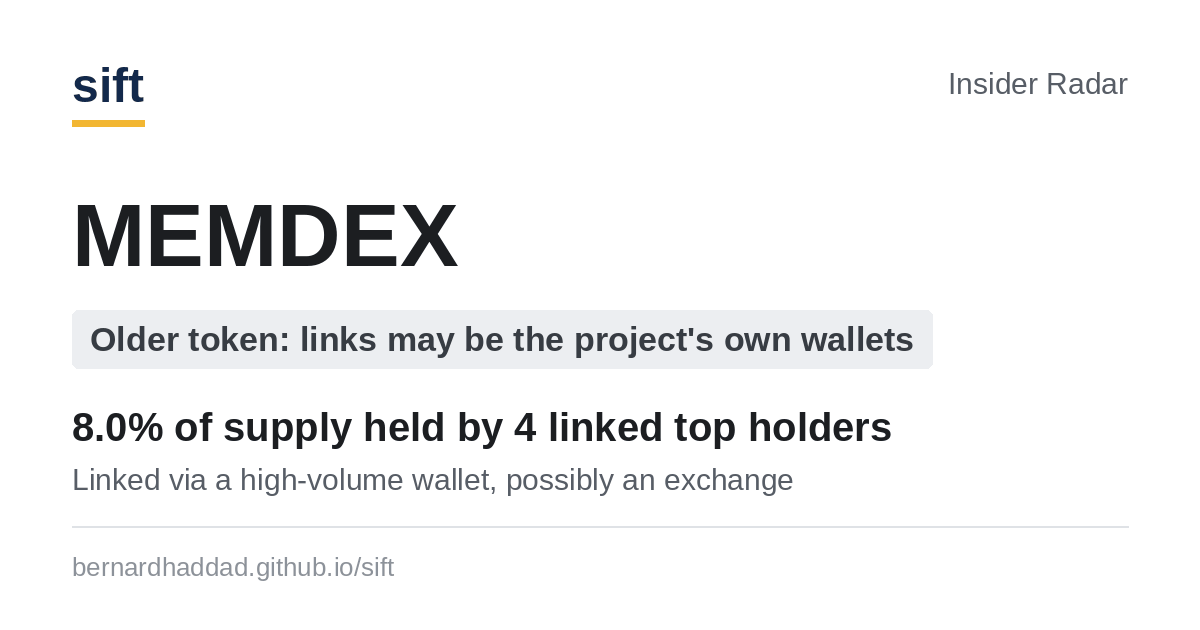 sift
Insider Radar
MEMDEX
Older token: links may be the project's own wallets
8.0% of supply held by 4 linked top holders
Linked via a high-volume wallet, possibly an exchange
bernardhaddad.github.io/sift